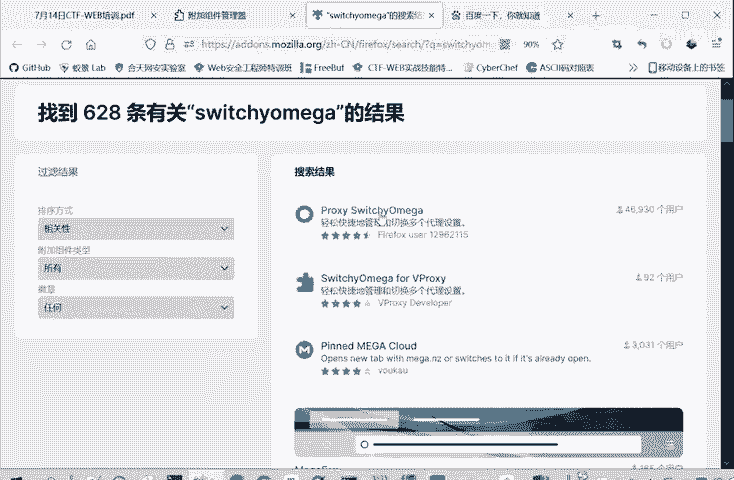 7月14日CTF-WEB培训.pdf
附加组件管理器
"switchyomega"的搜索结
百度一下，你就知道
https://addons.mozilla.org/zh-CN/firefox/search/?q=switchyom
90%
GitHub
蚁景 Lab
合天网安实验室
Web安全工程师特训班
FreeBuf
CTF-WEB实战技能特...
CyberChef
ASCII码对照表
移动设备上的书签
找到 628 条有关“switchyomega”的结果
过滤结果
排序方式
相关性
附加组件类型
所有
徽章
任何
搜索结果
Proxy SwitchyOmega
46,930 个用户
轻松快捷地管理和切换多个代理设置。
Firefox user 12962115
SwitchyOmega for VProxy
92 个用户
轻松快捷地管理和切换多个代理设置。
VProxy Developer
Pinned MEGA Cloud
3,031 个用户
Opens new tab with mega.nz or switches to it if it's already open.
youkau